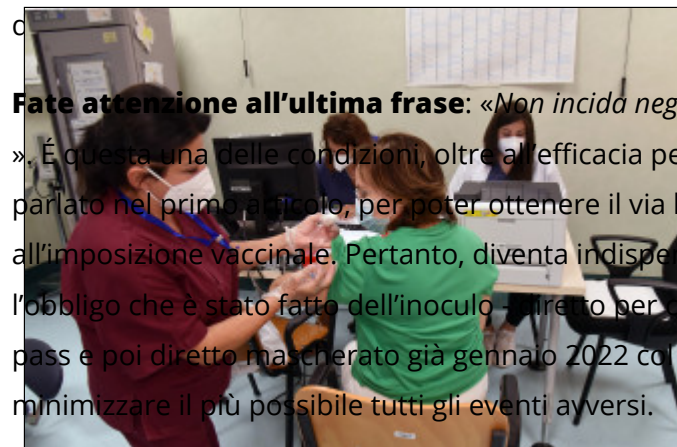 Fate attenzione all'ultima frase: «Non incida neg
». É questa una delle condizioni, oltre all'efficacia pe
parlato nel primo articolo, per poter ottenere il via l
all'imposizione vaccinale. Pertanto, diventa indisper
l'obbligo che è stato fatto dell'inoculo - diretto per
pass e poi diretto mascherato già gennaio 2022 col
minimizzare il più possibile tutti gli eventi avversi.